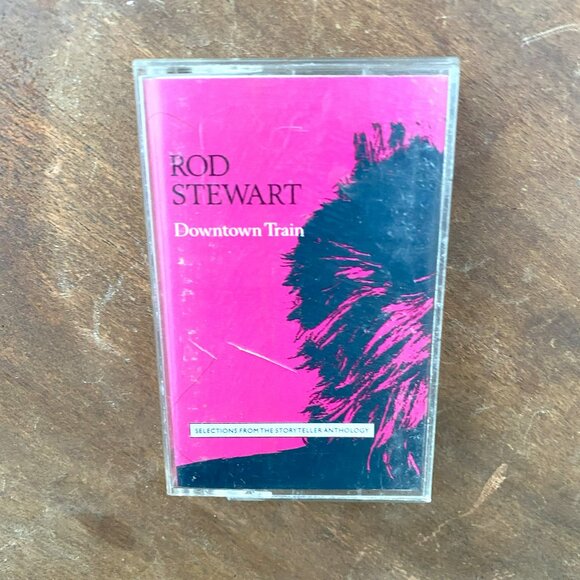 ROD
STEWART
Downtown Train
SELECTIONS FROM THE STORYTELLER ANTHOLOGY